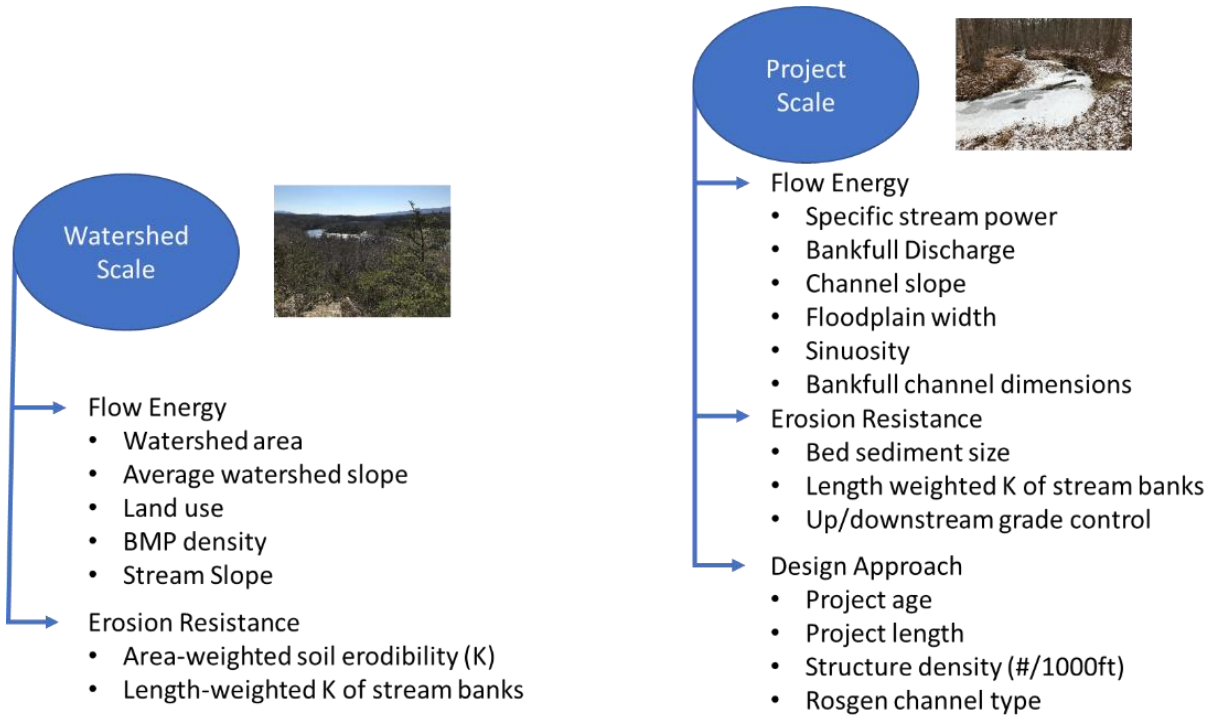 Watershed
Scale
Flow Energy
• Watershed area
• Average watershed slope
• Land use
• BMP density
• Stream Slope
Erosion Resistance
• Area-weighted soil erodibility (K)
• Length-weighted K of stream banks
Project
Scale
Flow Energy
• Specific stream power
• Bankfull Discharge
• Channel slope
• Floodplain width
• Sinuosity
• Bankfull channel dimensions
Erosion Resistance
• Bed sediment size
• Length weighted K of stream banks
• Up/downstream grade control
Design Approach
• Project age
• Project length
• Structure density (#/1000ft)
• Rosgen channel type